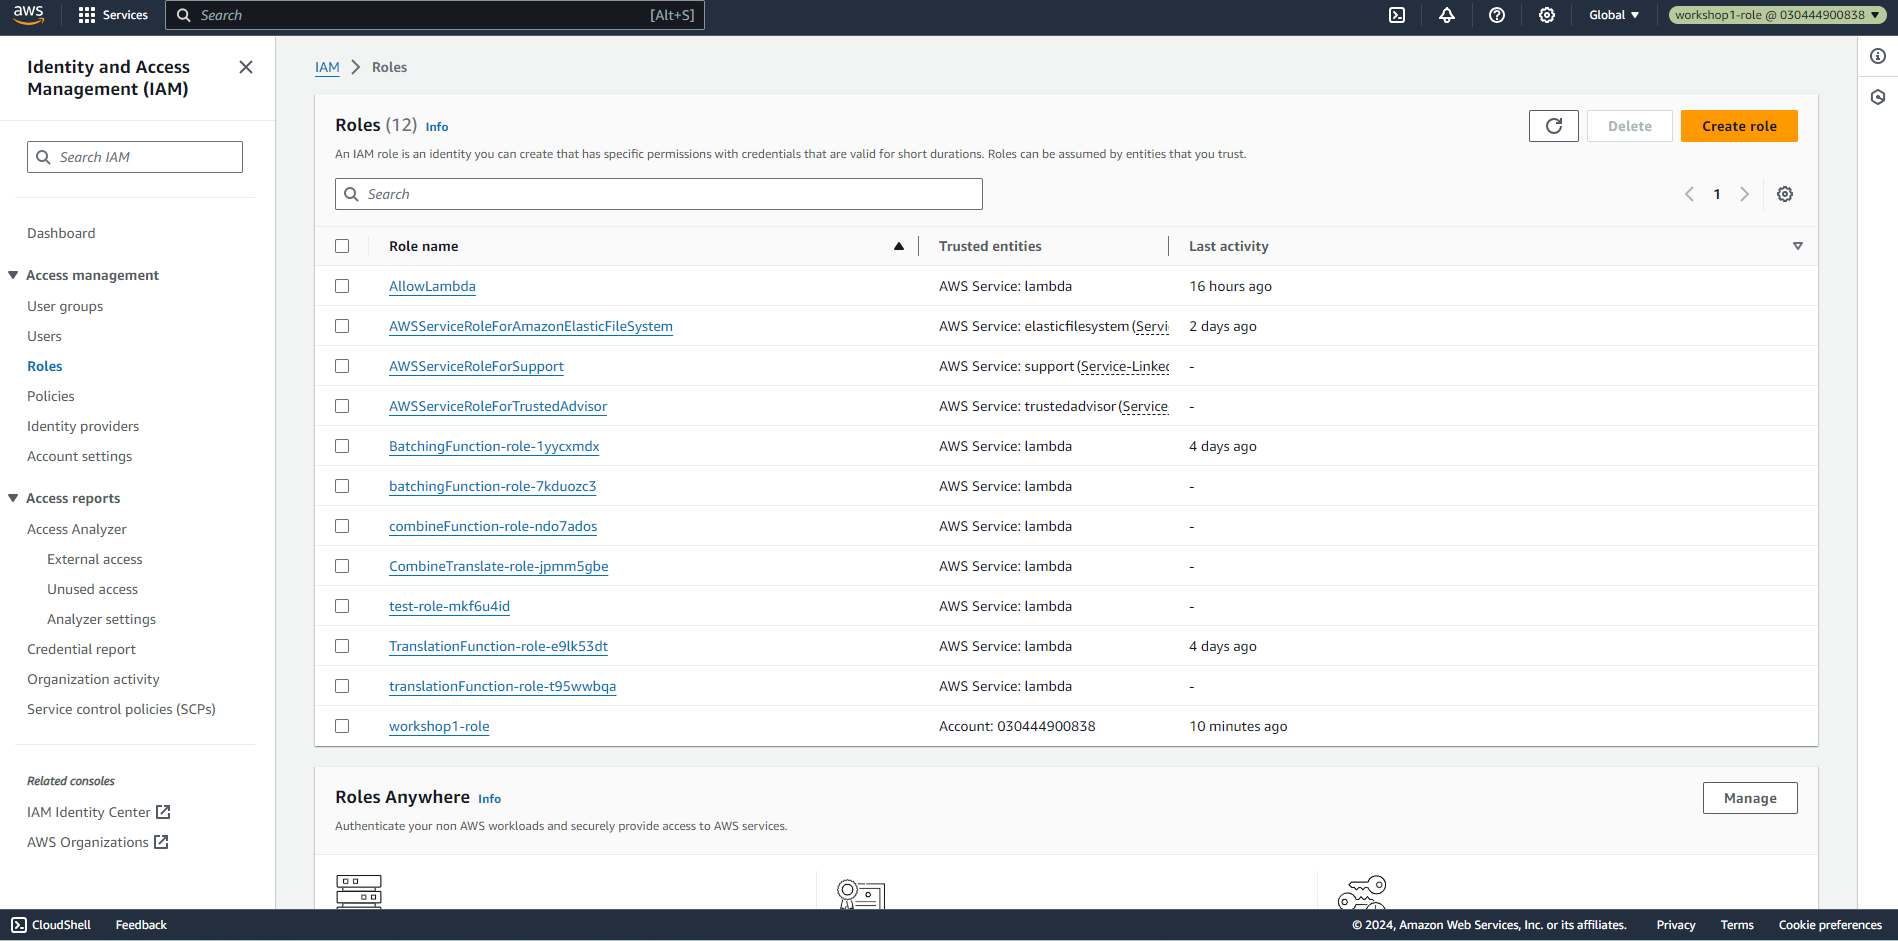 aws
Services
Search
[Alt+S]
Global
workshop1-role @ 030444900838
Identity and Access
Management (IAM)
Search IAM
Dashboard
Access management
User groups
Users
Roles
Policies
Identity providers
Account settings
Access reports
Access Analyzer
External access
Unused access
Analyzer settings
Credential report
Organization activity
Service control policies (SCPs)
Related consoles
IAM Identity Center
AWS Organizations
IAM > Roles
Roles (12) Info
Delete
Create role
An IAM role is an identity you can create that has specific permissions with credentials that are valid for short durations. Roles can be assumed by entities that you trust.
Search
1
Role name Trusted entities Last activity
AllowLambda AWS Service: lambda 16 hours ago
AWSServiceRoleForAmazonElasticFileSystem AWS Service: elasticfilesystem (Servi 2 days ago
AWSServiceRoleForSupport AWS Service: support (Service-Linked -
AWSServiceRoleForTrustedAdvisor AWS Service: trustedadvisor (Service -
BatchingFunction-role-1yycxmdx AWS Service: lambda 4 days ago
batchingFunction-role-7kduozc3 AWS Service: lambda -
combineFunction-role-ndo7ados AWS Service: lambda -
CombineTranslate-role-jpmm5gbe AWS Service: lambda -
test-role-mkf6u4id AWS Service: lambda -
TranslationFunction-role-e9lk53dt AWS Service: lambda 4 days ago
translationFunction-role-t95wwbqa AWS Service: lambda -
workshop1-role Account: 030444900838 10 minutes ago
Roles Anywhere Info
Manage
Authenticate your non AWS workloads and securely provide access to AWS services.
CloudShell
Feedback
© 2024, Amazon Web Services, Inc. or its affiliates.
Privacy
Terms
Cookie preferences